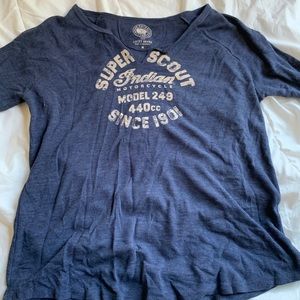 SUPER SCOUT
Indian
MOTORCYCLE
MODEL 249
440cc
SINCE 1901